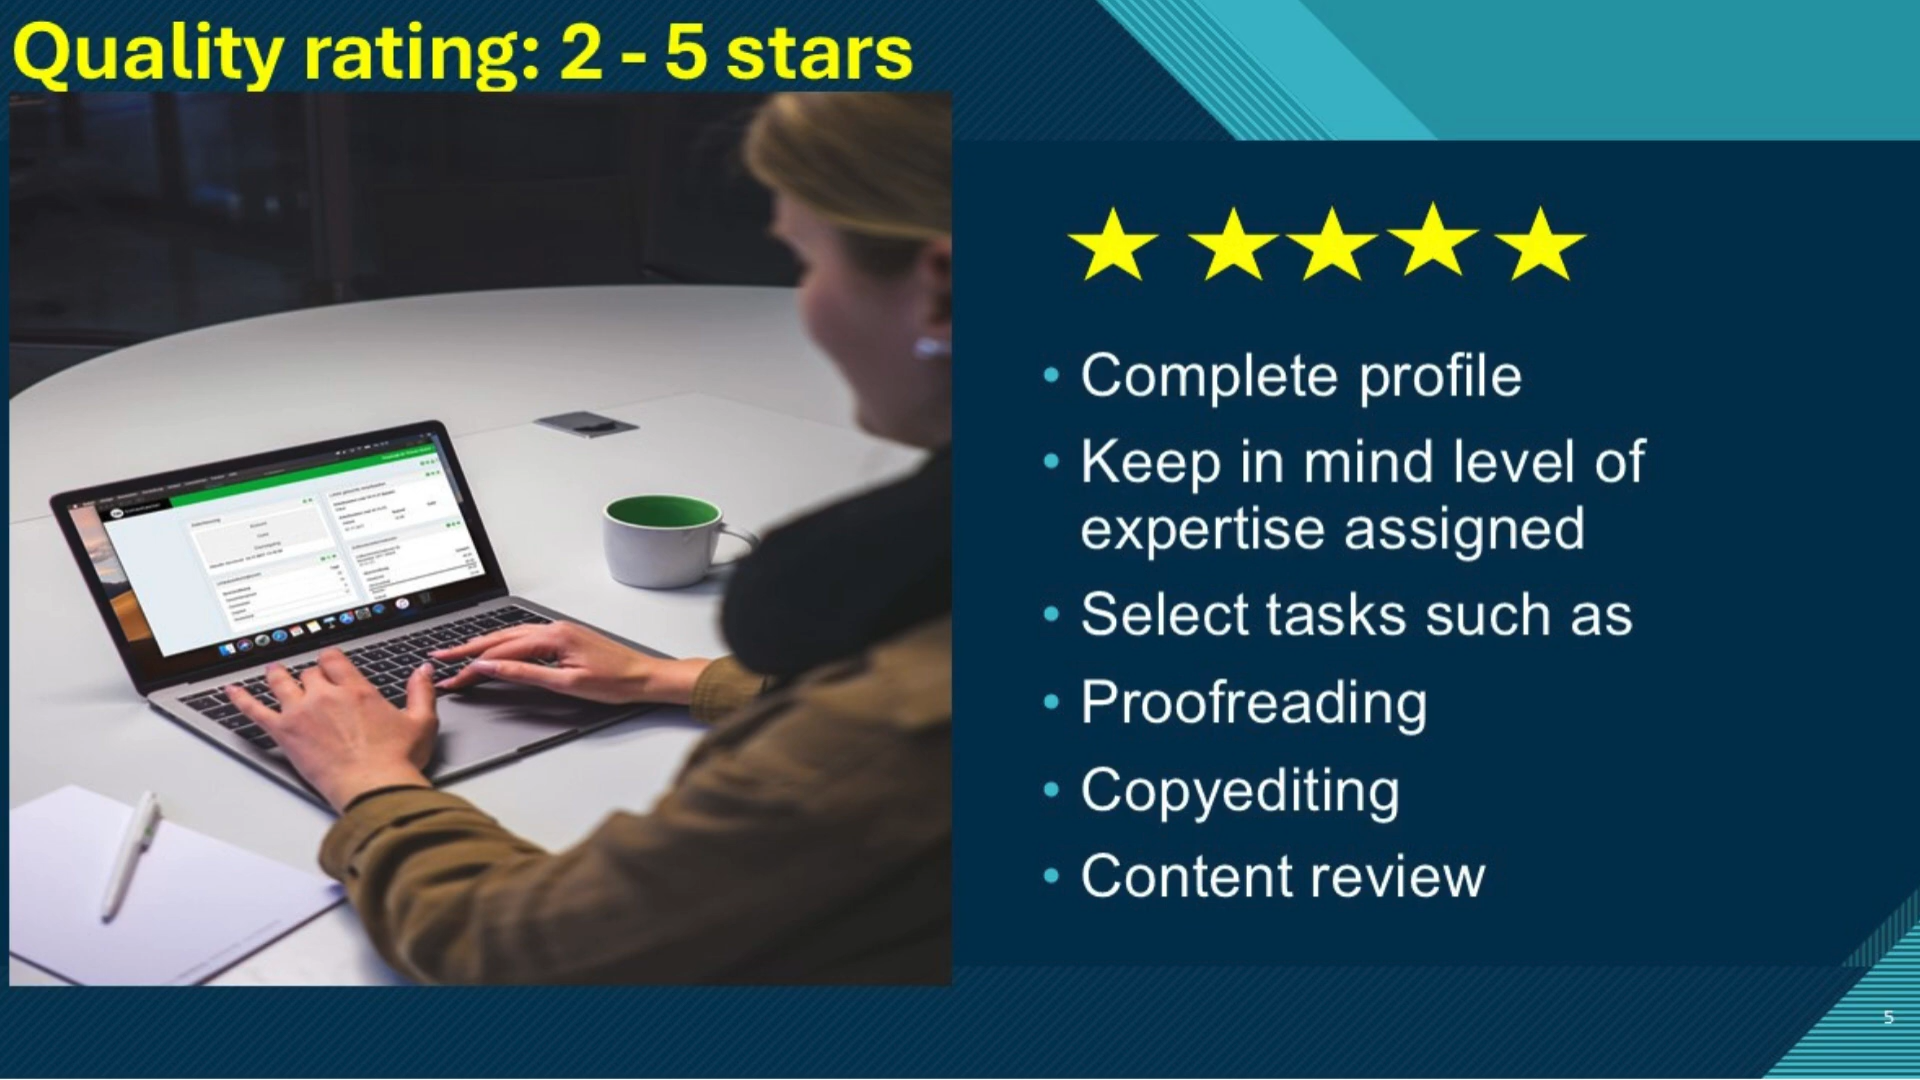 Quality rating: 2 - 5 stars
Complete profile
Keep in mind level of
expertise assigned
Select tasks such as
Proofreading
Copyediting
Content review
5